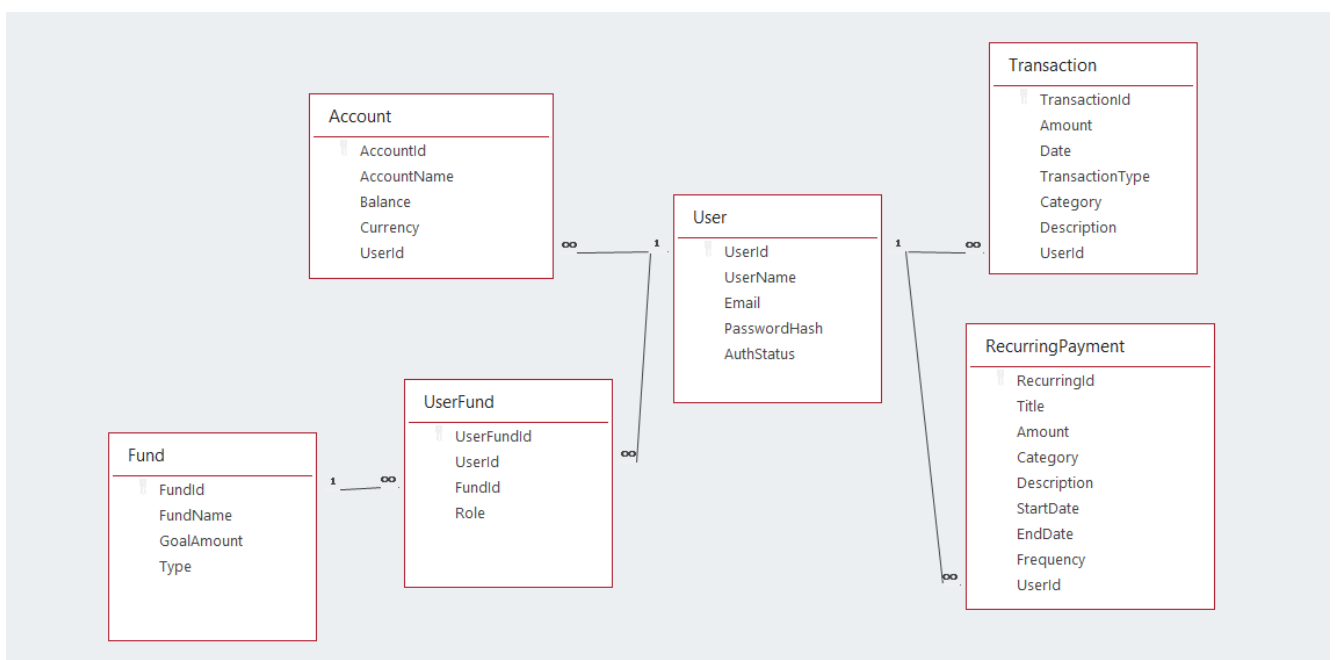 Account
AccountId
AccountName
Balance
Currency
UserId
∞
1
User
UserId
UserName
Email
PasswordHash
AuthStatus
1
∞
Transaction
TransactionId
Amount
Date
TransactionType
Category
Description
UserId
Fund
FundId
FundName
GoalAmount
Type
1
∞
UserFund
UserFundId
UserId
FundId
Role
∞
RecurringPayment
RecurringId
Title
Amount
Category
Description
StartDate
EndDate
Frequency
UserId
∞